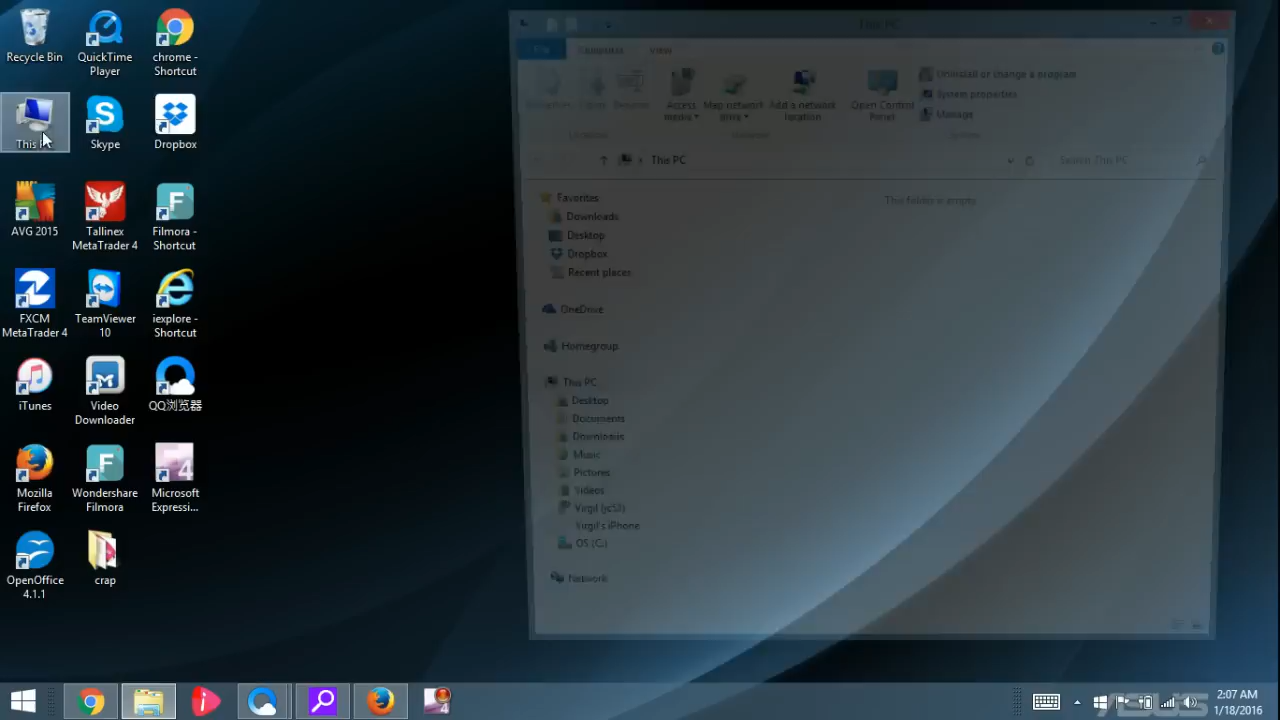 Recycle Bin
QuickTime Player
chrome - Shortcut
This PC
Skype
Dropbox
AVG 2015
Tallinex MetaTrader 4
Filmora - Shortcut
FXCM MetaTrader 4
TeamViewer 10
iexplore - Shortcut
iTunes
Video Downloader
QQ浏览器
Mozilla Firefox
Wondershare Filmora
Microsoft Expressi...
OpenOffice 4.1.1
crap
This PC
File
Computer
View
Access media
Map network drive
Add a network location
Open Control Panel
Uninstall or change a program
System properties
Manage
This PC
Search This PC
This folder is empty.
Favorites
Downloads
Desktop
Dropbox
Recent places
OneDrive
Homegroup
This PC
Desktop
Documents
Downloads
Music
Pictures
Videos
Virgil's iPhone
OS (C:)
Network
ASUS
2:07 AM
1/18/2016